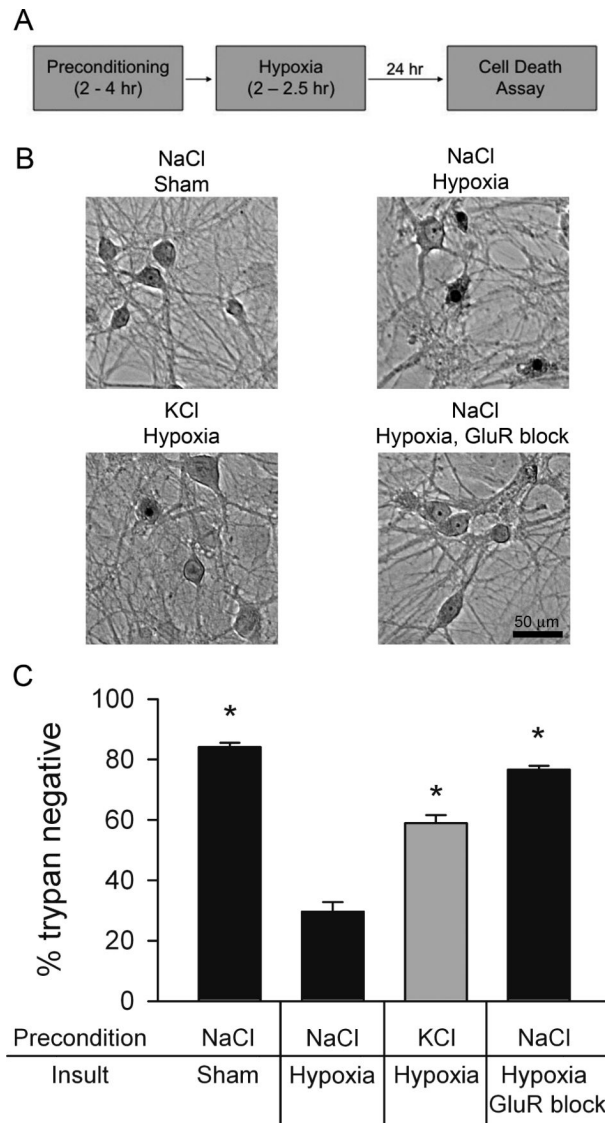 A
Preconditioning
(2 - 4 hr)
Hypoxia
(2 – 2.5 hr)
24 hr
Cell Death
Assay
B
NaCl
Sham
NaCl
Hypoxia
KCl
Hypoxia
NaCl
Hypoxia, GluR block
50 μm
C
% trypan negative
100
80
60
40
20
0
*
*
*
Precondition NaCl NaCl KCl NaCl
Insult Sham Hypoxia Hypoxia Hypoxia
GluR block